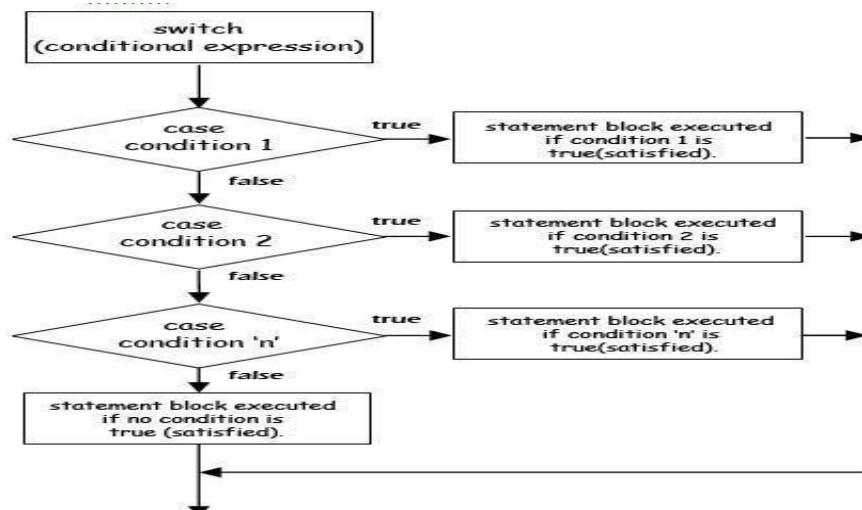 switch
(conditional expression)
case
condition 1
true
statement block executed
if condition 1 is
true(satisfied).
false
case
condition 2
true
statement block executed
if condition 2 is
true(satisfied).
false
case
condition 'n'
true
statement block executed
if condition 'n' is
true(satisfied).
false
statement block executed
if no condition is
true (satisfied).